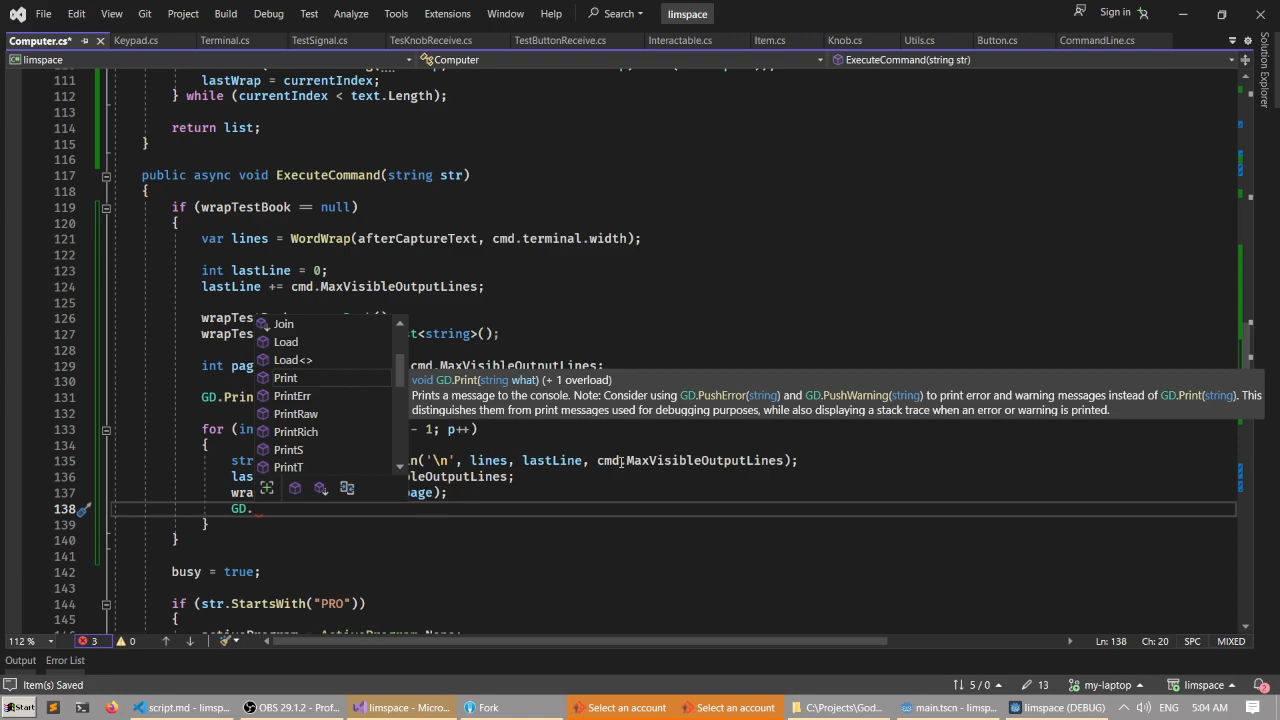 File Edit View Git Project Build Debug Test Analyze Tools Extensions Window Help Search limspace Sign in
Computer.cs* Keypad.cs Terminal.cs TestSignal.cs TesKnobReceive.cs TestButtonReceive.cs Interactable.cs Item.cs Knob.cs Utils.cs Button.cs CommandLine.cs
limspace Computer ExecuteCommand(string str)
Solution Explorer
111 lastWrap = currentIndex;
112 } while (currentIndex < text.Length);
113
114 return list;
115 }
116
117 public async void ExecuteCommand(string str)
118 {
119 if (wrapTestBook == null)
120 {
121 var lines = WordWrap(afterCaptureText, cmd.terminal.width);
122
123 int lastLine = 0;
124 lastLine += cmd.MaxVisibleOutputLines;
125
126 wrapTes
127 wrapTes t<string>();
128
129 int pag cmd.MaxVisibleOutputLines;
130
131 GD.Prin
132
133 for (in - 1; p++)
134 {
135 str n('\n', lines, lastLine, cmd.MaxVisibleOutputLines);
136 las bleOutputLines;
137 wra page);
138 GD.
139 }
140 }
141
142 busy = true;
143
144 if (str.StartsWith("PRO"))
145 {
Join
Load
Load<>
Print
PrintErr
PrintRaw
PrintRich
PrintS
PrintT
void GD.Print(string what) (+ 1 overload)
Prints a message to the console. Note: Consider using GD.PushError(string) and GD.PushWarning(string) to print error and warning messages instead of GD.Print(string). This
distinguishes them from print messages used for debugging purposes, while also displaying a stack trace when an error or warning is printed.
112 % 3 0 Ln: 138 Ch: 20 SPC MIXED
Output Error List
Item(s) Saved 5 / 0 13 my-laptop limspace 2
Start script.md - limsp... OBS 29.1.2 - Prof... limspace - Micro... Fork Select an account Select an account C:\Projects\God... main.tscn - limsp... limspace (DEBUG) ENG 5:04 AM